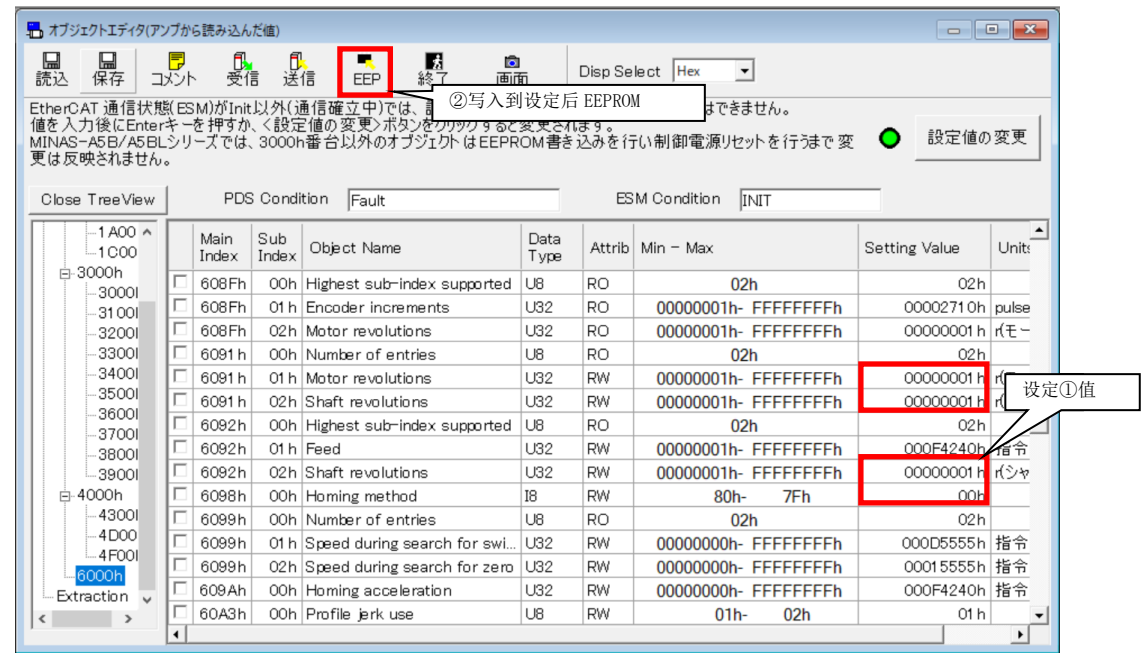 オブジェクトエディタ(アンプから読み込んだ値)
読込 保存 コメント 受信 送信 EEP 終了 画面 Disp Select Hex
②写入到设定后 EEPROM
EtherCAT 通信状態(ESM)がInit以外(通信確立中)では、 はできません。
値を入力後にEnterキーを押すか、<設定値の変更>ボタンをクリックすると変更されます。
MINAS-A5B/A5BLシリーズでは、3000h番台以外のオブジェクトはEEPROM書き込みを行い制御電源リセットを行うまで変
更は反映されません。
設定値の変更
Close TreeView PDS Condition Fault ESM Condition INIT
1A00
1C00
3000h
3000
3100
3200
3300
3400
3500
3600
3700
3800
3900
4000h
4300
4D00
4F00
6000h
Extraction
Main Index Sub Index Object Name Data Type Attrib Min - Max Setting Value Units
608Fh 00h Highest sub-index supported U8 RO 02h 02h
608Fh 01h Encoder increments U32 RO 00000001h- FFFFFFFFh 00002710h pulse
608Fh 02h Motor revolutions U32 RO 00000001h- FFFFFFFFh 00000001h r(モー
6091h 00h Number of entries U8 RO 02h 02h
6091h 01h Motor revolutions U32 RW 00000001h- FFFFFFFFh 00000001h
6091h 02h Shaft revolutions U32 RW 00000001h- FFFFFFFFh 00000001h
设定①值
6092h 00h Highest sub-index supported U8 RO 02h 02h
6092h 01h Feed U32 RW 00000001h- FFFFFFFFh 000F4240h 指令
6092h 02h Shaft revolutions U32 RW 00000001h- FFFFFFFFh 00000001h r(シャ
6098h 00h Homing method I8 RW 80h- 7Fh 00h
6099h 00h Number of entries U8 RO 02h 02h
6099h 01h Speed during search for swi... U32 RW 00000000h- FFFFFFFFh 000D5555h 指令
6099h 02h Speed during search for zero U32 RW 00000000h- FFFFFFFFh 00015555h 指令
609Ah 00h Homing acceleration U32 RW 00000000h- FFFFFFFFh 000F4240h 指令
60A3h 00h Profile jerk use U8 RW 01h- 02h 01h